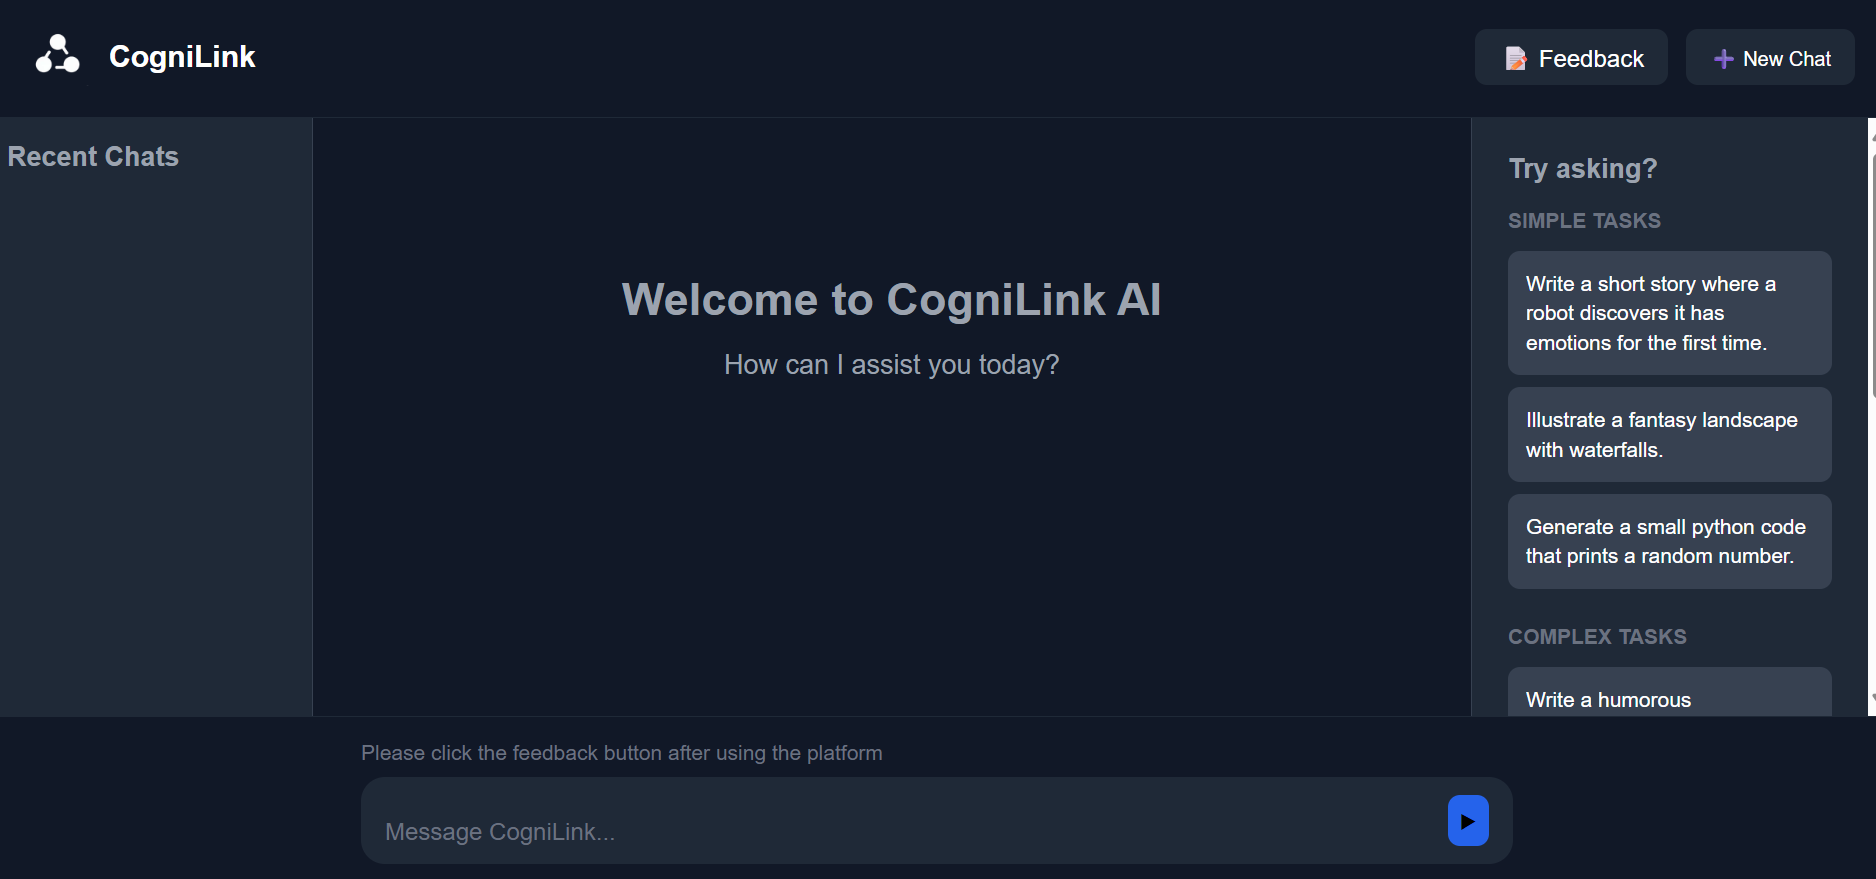 CogniLink
Feedback
New Chat
Recent Chats
Welcome to CogniLink AI
How can I assist you today?
Try asking?
SIMPLE TASKS
Write a short story where a
robot discovers it has
emotions for the first time.
Illustrate a fantasy landscape
with waterfalls.
Generate a small python code
that prints a random number.
COMPLEX TASKS
Write a humorous
Please click the feedback button after using the platform
Message CogniLink...